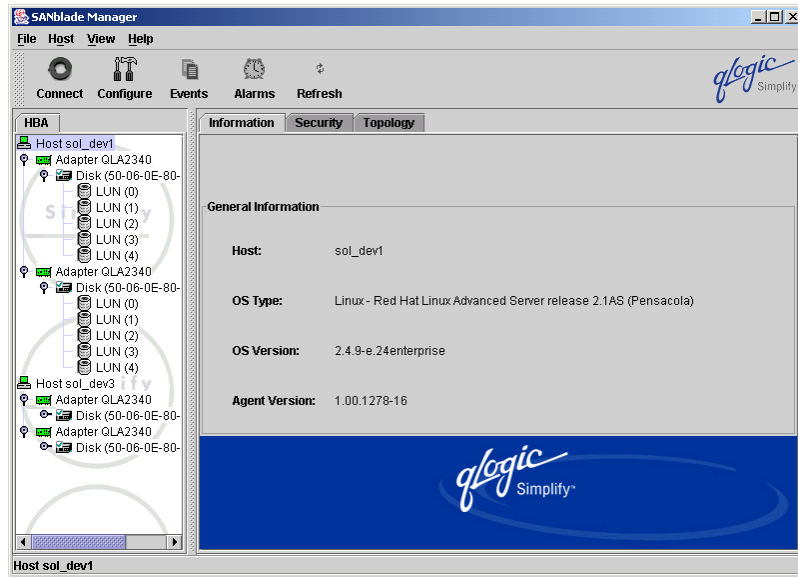 SANblade Manager
File Host View Help
Connect Configure Events Alarms Refresh
qlogic
Simplify
HBA
Information Security Topology
Host sol_dev1
Adapter QLA2340
Disk (50-06-0E-80-
LUN (0)
LUN (1)
LUN (2)
LUN (3)
LUN (4)
Adapter QLA2340
Disk (50-06-0E-80-
LUN (0)
LUN (1)
LUN (2)
LUN (3)
LUN (4)
Host sol_dev3
Adapter QLA2340
Disk (50-06-0E-80-
Adapter QLA2340
Disk (50-06-0E-80-
General Information
Host: sol_dev1
OS Type: Linux - Red Hat Linux Advanced Server release 2.1AS (Pensacola)
OS Version: 2.4.9-e.24enterprise
Agent Version: 1.00.1278-16
qlogic
Simplify™
Host sol_dev1